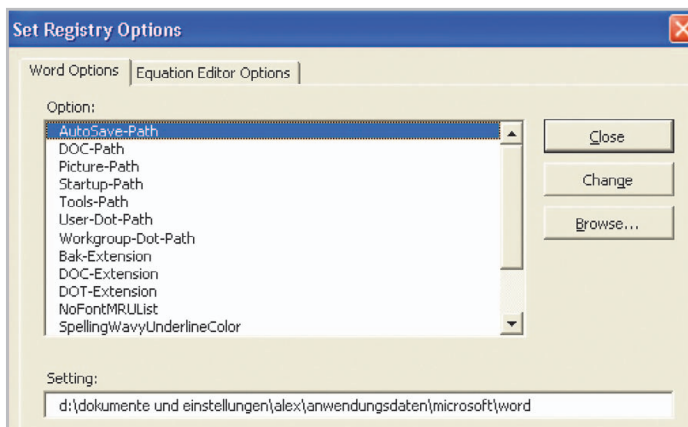 Set Registry Options
Word Options Equation Editor Options
Option:
AutoSave-Path
DOC-Path
Picture-Path
Startup-Path
Tools-Path
User-Dot-Path
Workgroup-Dot-Path
Bak-Extension
DOC-Extension
DOT-Extension
NoFontMRUList
SpellingWavyUnderlineColor
Close
Change
Browse...
Setting:
d:\dokumente und einstellungen\alex\anwendungsdaten\microsoft\word